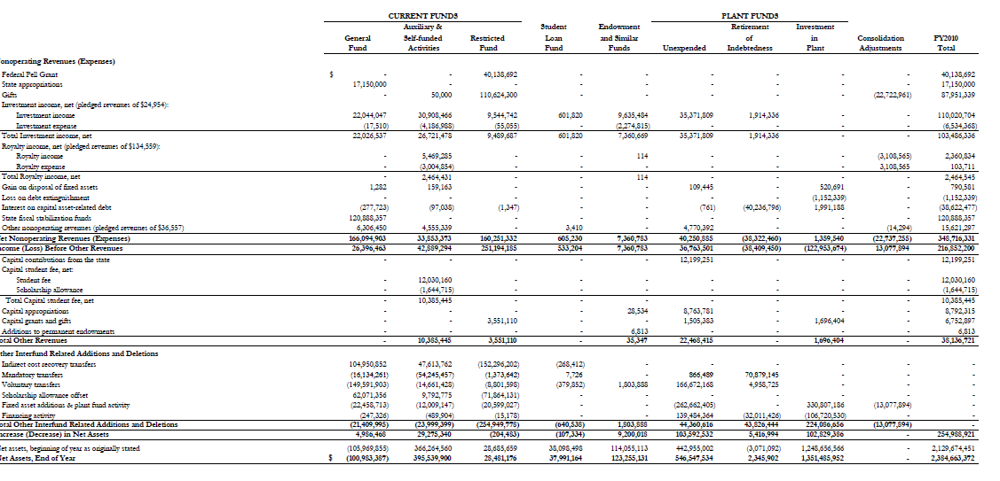 CURRENT FUNDS PLANT FUNDS
Auxiliary & Student Endowment Retirement Investment
General Self-funded Restricted Loan and Similar of in Consolidation FY2010
Fund Activities Fund Fund Funds Unexpended Indebtedness Plant Adjustments Total
onoperating Revenues (Expenses)
Federal Pell Grant $ - - 40,138,692 - - - - - - 40,138,692
State appropriations 17,150,000 - - - - - - - - 17,150,000
Gifts - 50,000 110,624,300 - - - - - (22,722,961) 87,951,339
Investment income, net (pledged revenues of $24,954):
Investment income 22,044,047 30,908,466 9,544,742 601,820 9,635,484 35,371,809 1,914,336 - - 110,020,704
Investment expense (17,510) (4,186,988) (55,055) - (2,274,815) - - - - (6,534,368)
Total Investment income, net 22,026,537 26,721,478 9,489,687 601,820 7,360,669 35,371,809 1,914,336 - - 103,486,336
Royalty income, net (pledged revenues of $134,559):
Royalty income - 5,469,285 - - 114 - - - (3,108,565) 2,360,834
Royalty expense - (3,004,854) - - - - - - 3,108,565 103,711
Total Royalty income, net - 2,464,431 - - 114 - - - - 2,464,545
Gain on disposal of fixed assets 1,282 159,163 - - - 109,445 - 520,691 - 790,581
Loss on debt extinguishment - - - - - - - (1,152,339) - (1,152,339)
Interest on capital asset-related debt (277,723) (97,038) (1,347) - - (761) (40,236,796) 1,991,188 - (38,622,477)
State fiscal stabilization funds 120,888,357 - - - - - - - - 120,888,357
Other nonoperating revenues (pledged revenues of $36,557) 6,306,450 4,555,339 - 3,410 - 4,770,392 - - (14,294) 15,621,297
et Nonoperating Revenues (Expenses) 166,094,903 33,853,373 160,251,332 605,230 7,360,783 40,250,885 (38,322,460) 1,359,540 (22,737,255) 348,716,331
ncome (Loss) Before Other Revenues 26,396,463 42,889,294 251,194,185 533,204 7,360,783 36,763,501 (38,409,450) (122,953,674) 13,077,894 216,852,200
Capital contributions from the state - - - - - 12,199,251 - - - 12,199,251
Capital student fee, net:
Student fee - 12,030,160 - - - - - - - 12,030,160
Scholarship allowance - (1,644,715) - - - - - - - (1,644,715)
Total Capital student fee, net - 10,385,445 - - - - - - - 10,385,445
Capital appropriations - - - - 28,534 8,763,781 - - - 8,792,315
Capital grants and gifts - - 3,551,110 - - 1,505,383 - 1,696,404 - 6,752,897
Additions to permanent endowments - - - - 6,813 - - - - 6,813
otal Other Revenues - 10,385,445 3,551,110 - 35,347 22,468,415 - 1,696,404 - 38,136,721
ther Interfund Related Additions and Deletions
Indirect cost recovery transfers 104,950,852 47,613,762 (152,296,202) (268,412) - - - - - -
Mandatory transfers (16,134,261) (54,245,457) (1,373,642) 7,726 - 866,489 70,879,145 - - -
Voluntary transfers (149,591,903) (14,661,428) (8,801,598) (379,852) 1,803,888 166,672,168 4,958,725 - - -
Scholarship allowance offset 62,071,356 9,792,775 (71,864,131) - - - - - - -
Fixed asset additions & plant fund activity (22,458,713) (12,009,147) (20,599,027) - - (262,662,405) - 330,807,186 (13,077,894) -
Financing activity (247,326) (489,904) (15,178) - - 139,484,364 (32,011,426) (106,720,530) - -
otal Other Interfund Related Additions and Deletions (21,409,995) (23,999,399) (254,949,778) (640,538) 1,803,888 44,360,616 43,826,444 224,086,656 (13,077,894) -
ncrease (Decrease) in Net Assets 4,986,468 29,275,340 (204,483) (107,334) 9,200,018 103,592,532 5,416,994 102,829,386 - 254,988,921
et assets, beginning of year as originally stated (105,969,855) 366,264,560 28,685,659 38,098,498 114,055,113 442,955,002 (3,071,092) 1,248,656,566 - 2,129,674,451
et Assets, End of Year $ (100,983,387) 395,539,900 28,481,176 37,991,164 123,255,131 546,547,534 2,345,902 1,351,485,952 - 2,384,663,372